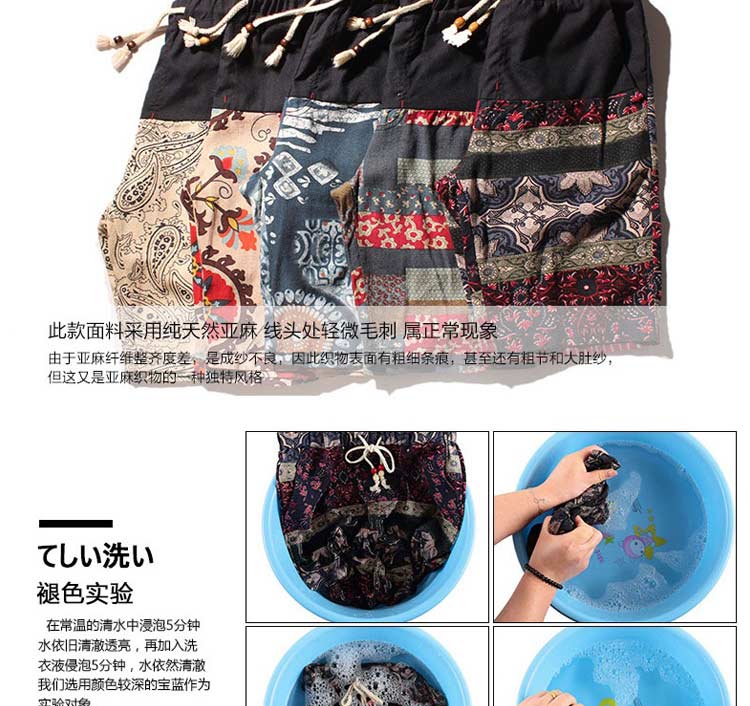 此款面料采用纯天然亚麻 线头处轻微毛刺 属正常现象
由于亚麻纤维整齐度差，是成纱不良，因此织物表面有粗细条痕，甚至还有粗节和大肚纱，
但这又是亚麻织物的一种独特风格
てしい洗い
褪色实验
在常温的清水中浸泡5分钟
水依旧清澈透亮，再加入洗
衣液侵泡5分钟，水依然清澈
我们选用颜色较深的宝蓝作为
实验对象